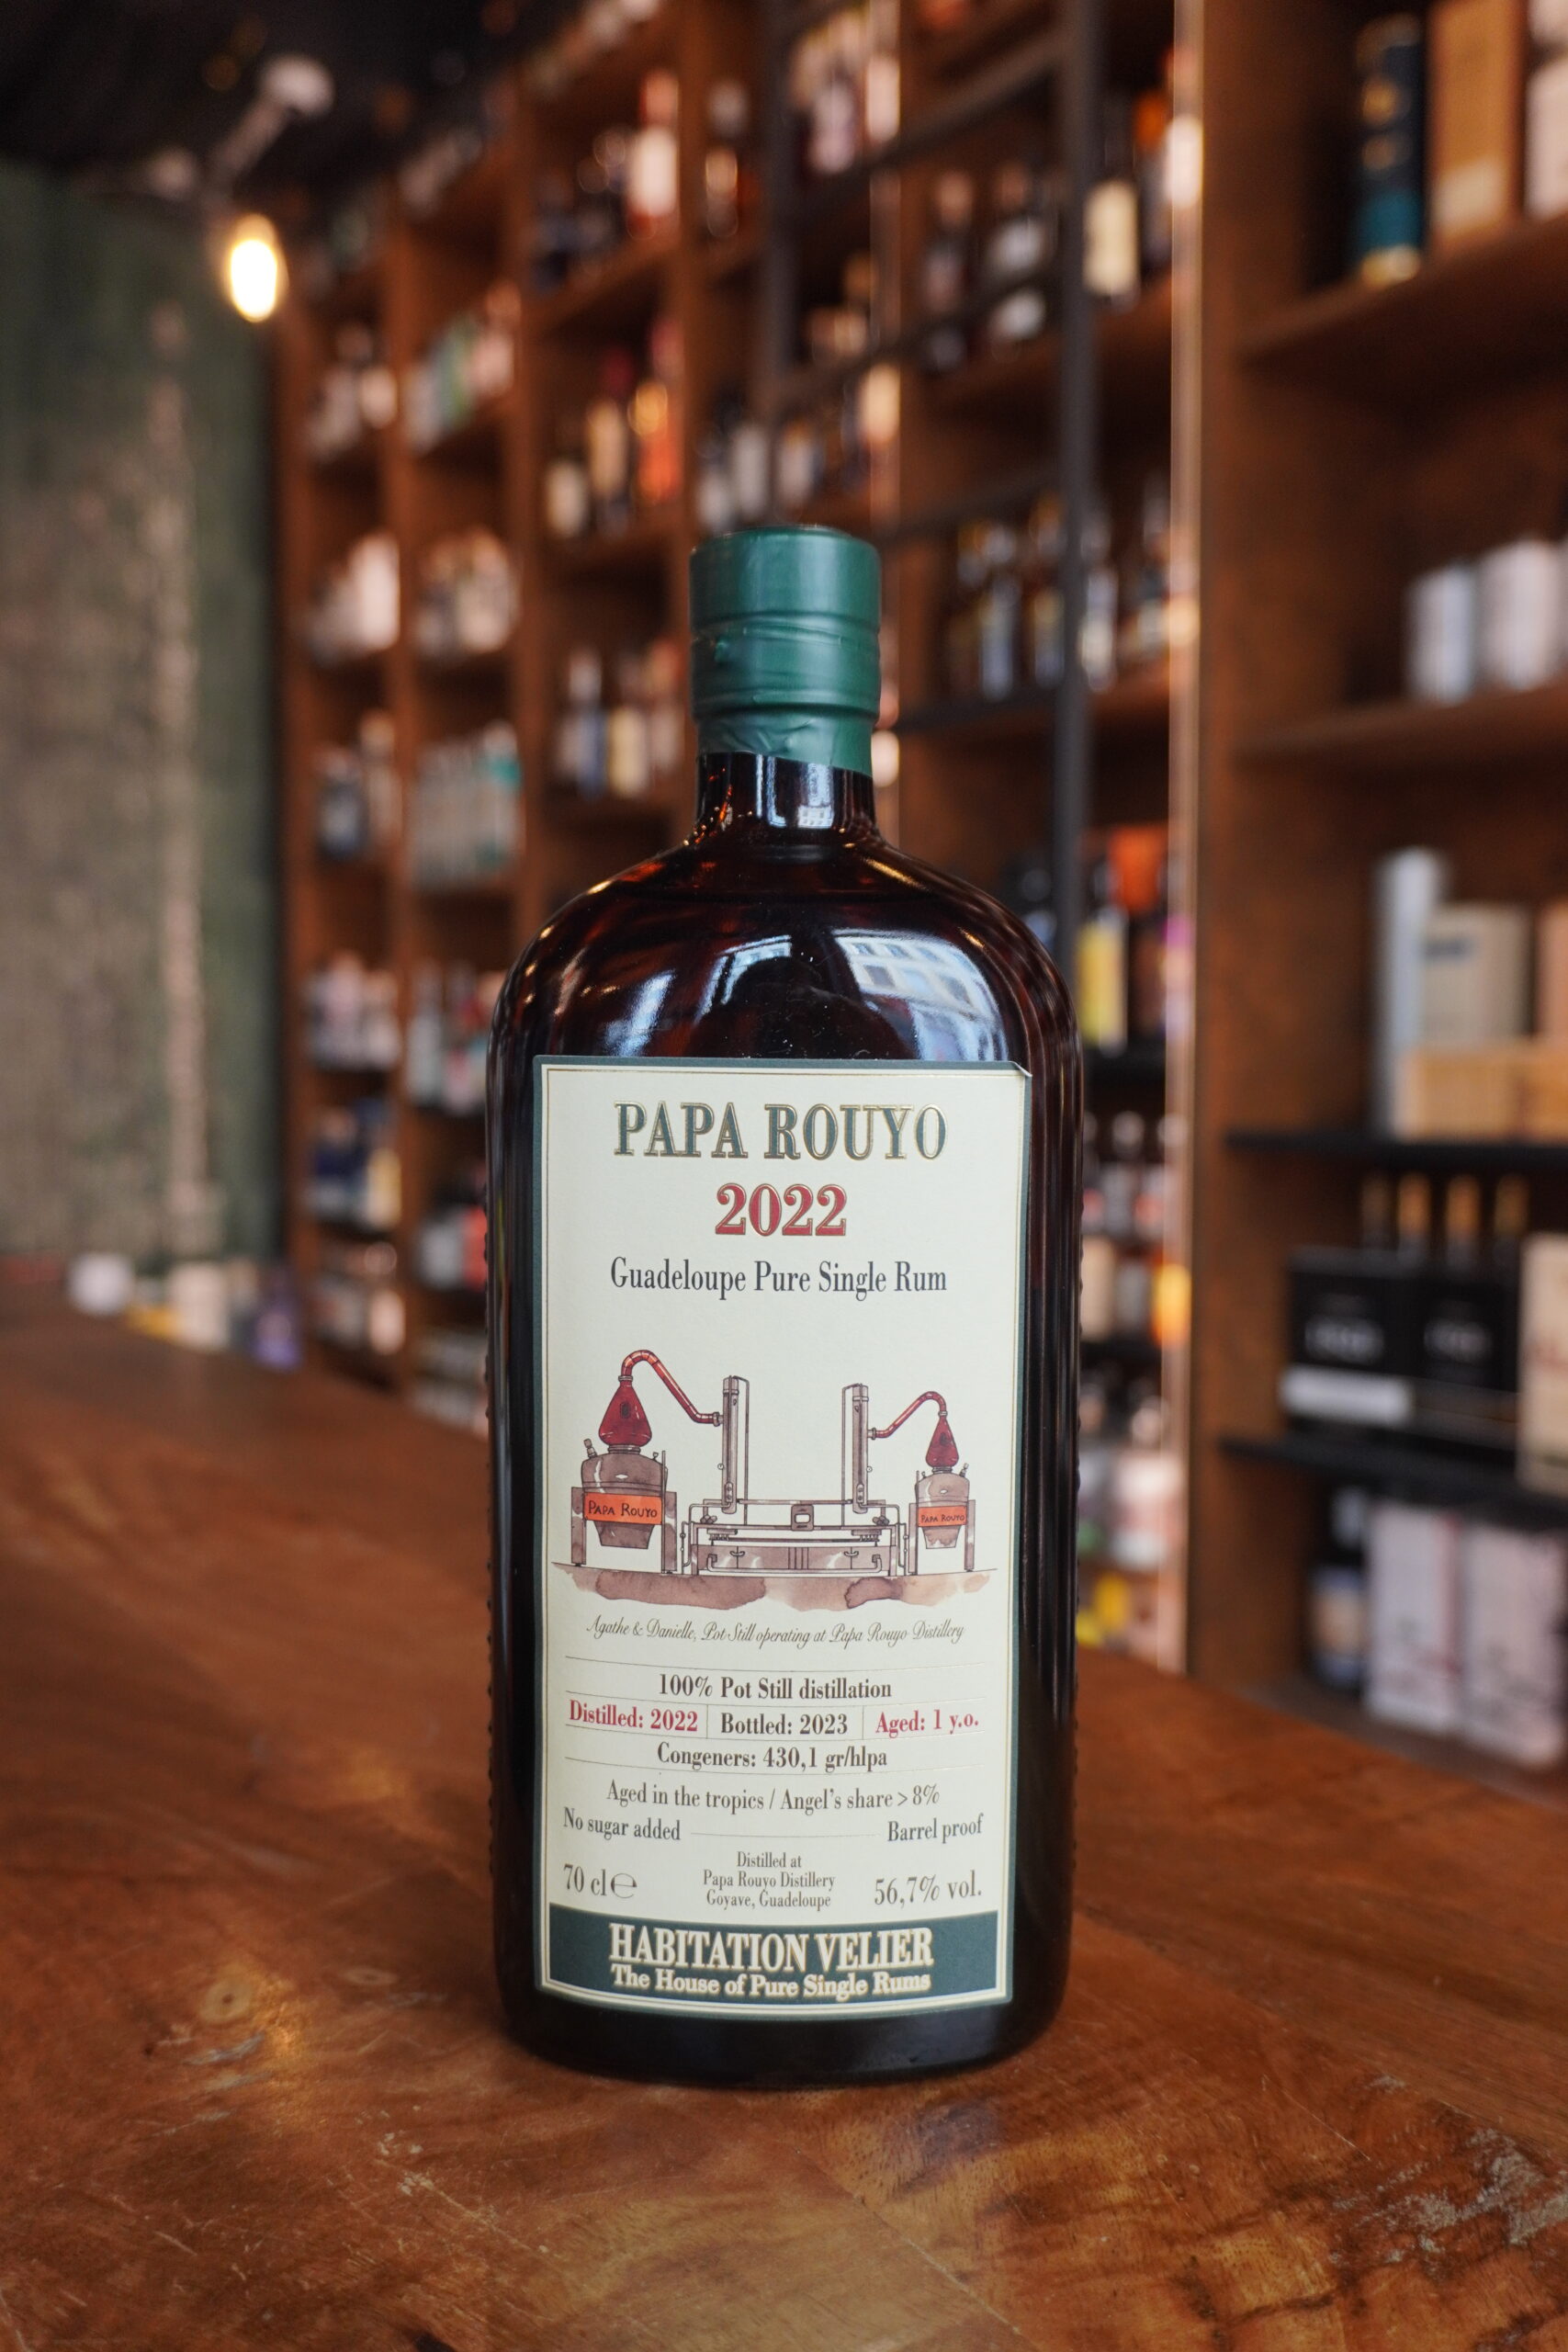 PAPA ROUYO
2022
Guadeloupe Pure Single Rum
PAPA ROUYO
PAPA ROUYO
Agathe & Danielle, Pot Still operating at Papa Rouyo Distillery
100% Pot Still distillation
Distilled: 2022 Bottled: 2023 Aged: 1 y.o.
Congeners: 430,1 gr/hlpa
Aged in the tropics / Angel's share > 8%
No sugar added Barrel proof
70 cl ℮
Distilled at
Papa Rouyo Distillery
Goyave, Guadeloupe
56,7% vol.
HABITATION VELIER
The House of Pure Single Rums